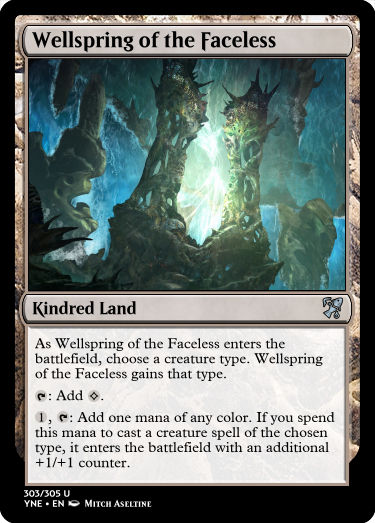 Wellspring of the Faceless
Kindred Land
As Wellspring of the Faceless enters the
battlefield, choose a creature type. Wellspring
of the Faceless gains that type.
: Add .
1, : Add one mana of any color. If you spend
this mana to cast a creature spell of the chosen
type, it enters the battlefield with an additional
+1/+1 counter.
303/305 U
YNE • EN Mitch Aseltine